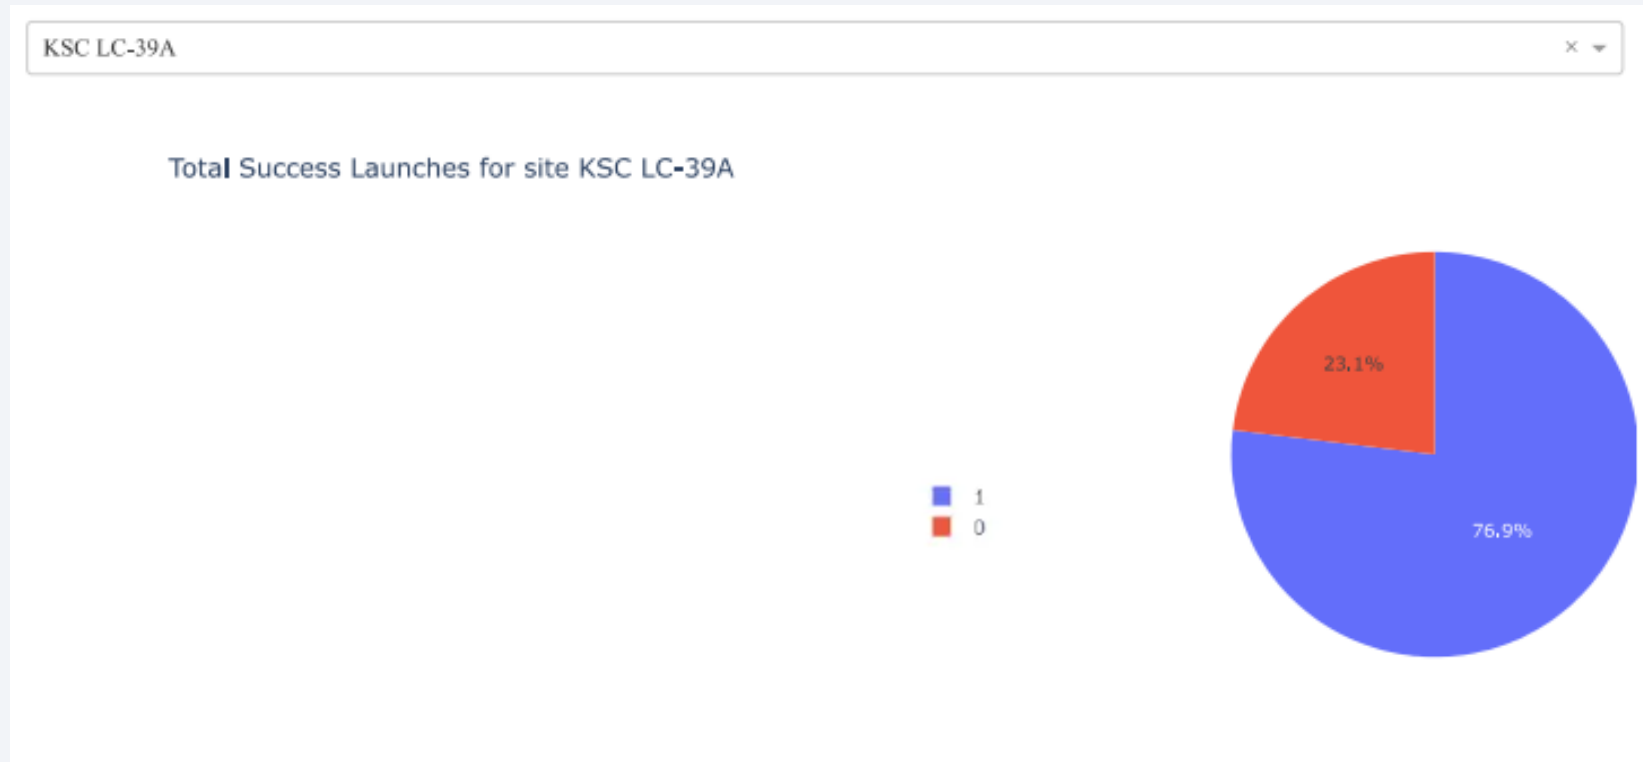 KSC LC-39A
Total Success Launches for site KSC LC-39A
23.1%
1
0
76.9%